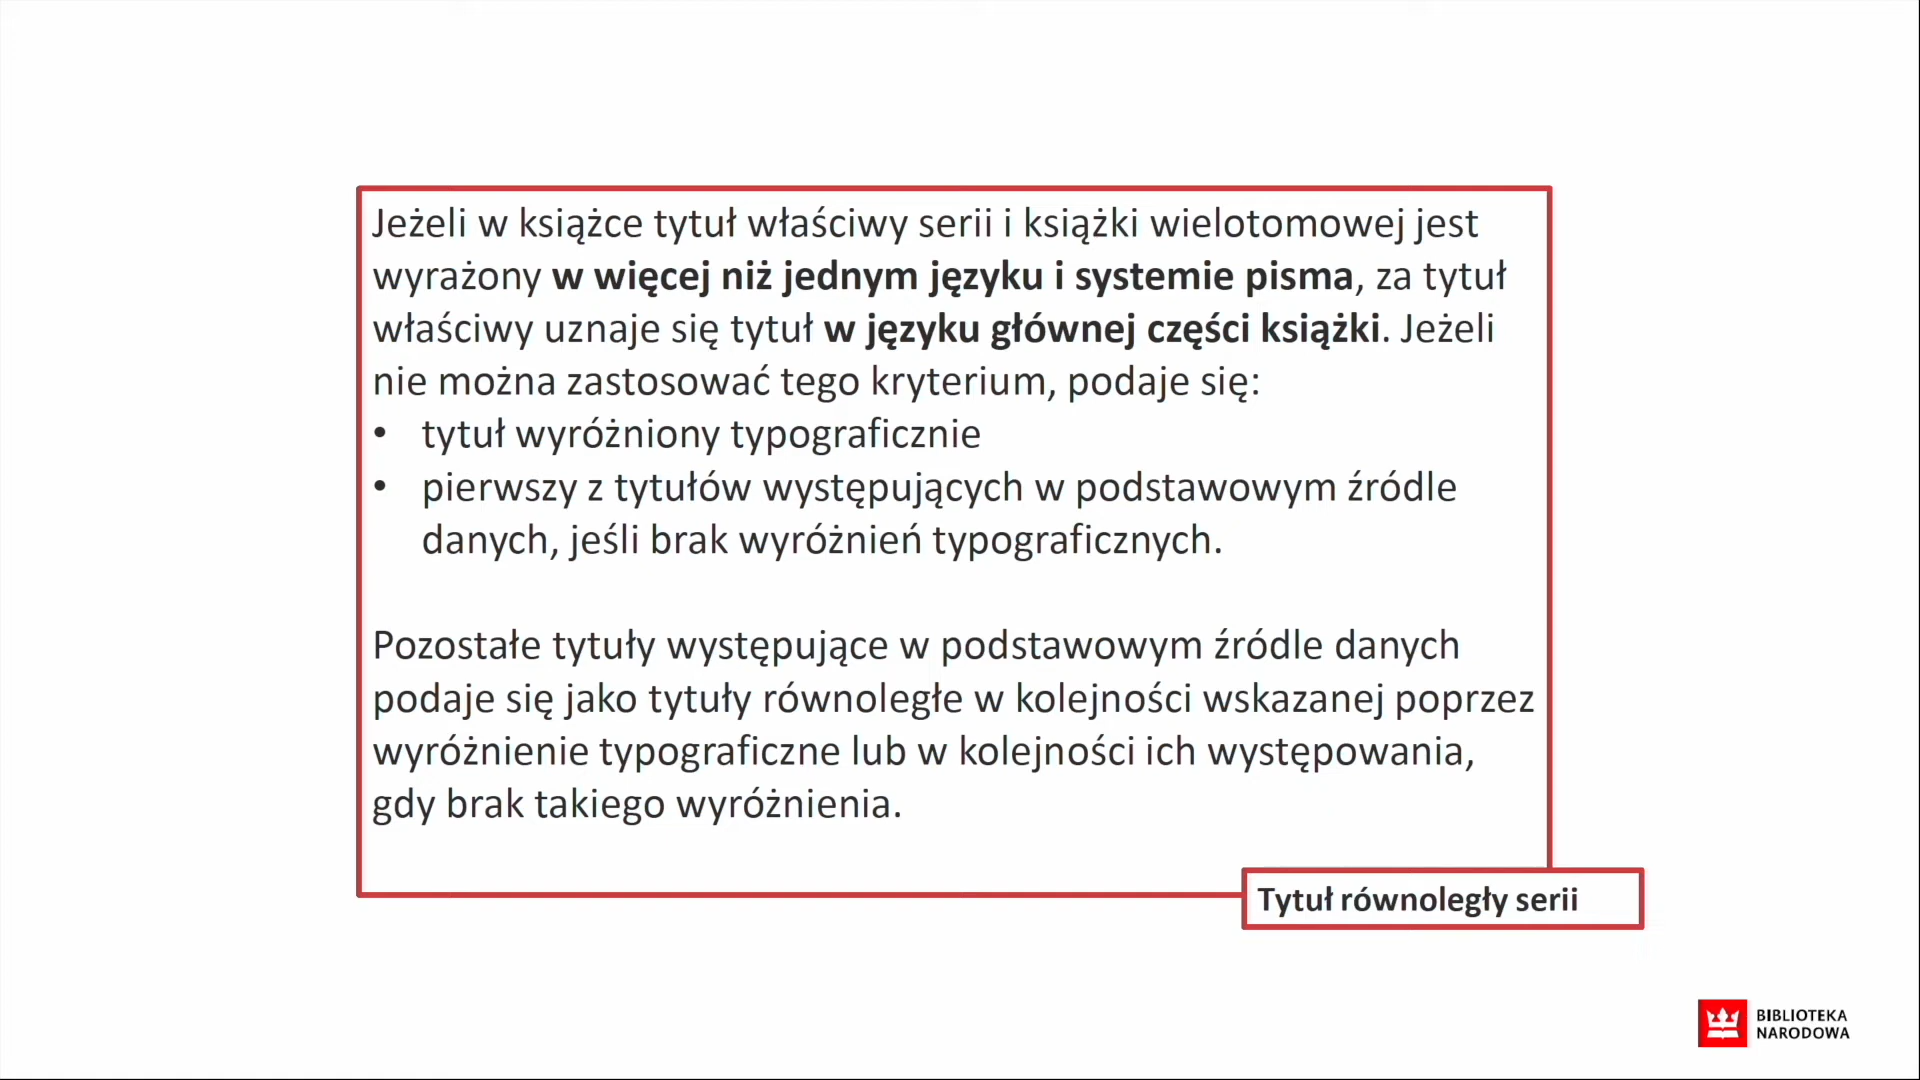 Jeżeli w książce tytuł właściwy serii i książki wielotomowej jest
wyrażony w więcej niż jednym języku i systemie pisma, za tytuł
właściwy uznaje się tytuł w języku głównej części książki. Jeżeli
nie można zastosować tego kryterium, podaje się:
• tytuł wyróżniony typograficznie
• pierwszy z tytułów występujących w podstawowym źródle
danych, jeśli brak wyróżnień typograficznych.
Pozostałe tytuły występujące w podstawowym źródle danych
podaje się jako tytuły równoległe w kolejności wskazanej poprzez
wyróżnienie typograficzne lub w kolejności ich występowania,
gdy brak takiego wyróżnienia.
Tytuł równoległy serii
BIBLIOTEKA
NARODOWA